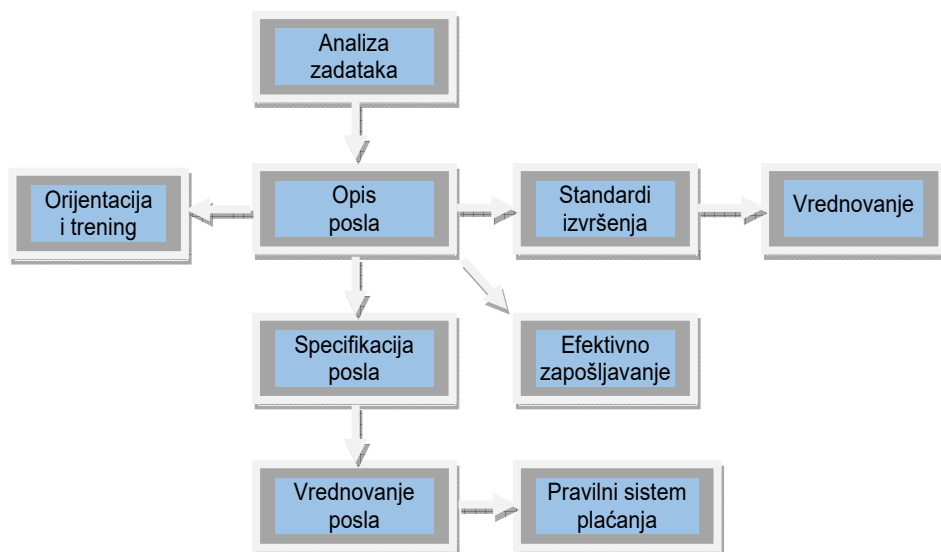 Analiza
zadataka
Orijentacija
i trening
Opis
posla
Standardi
izvršenja
Vrednovanje
Specifikacija
posla
Efektivno
zapošljavanje
Vrednovanje
posla
Pravilni sistem
plaćanja